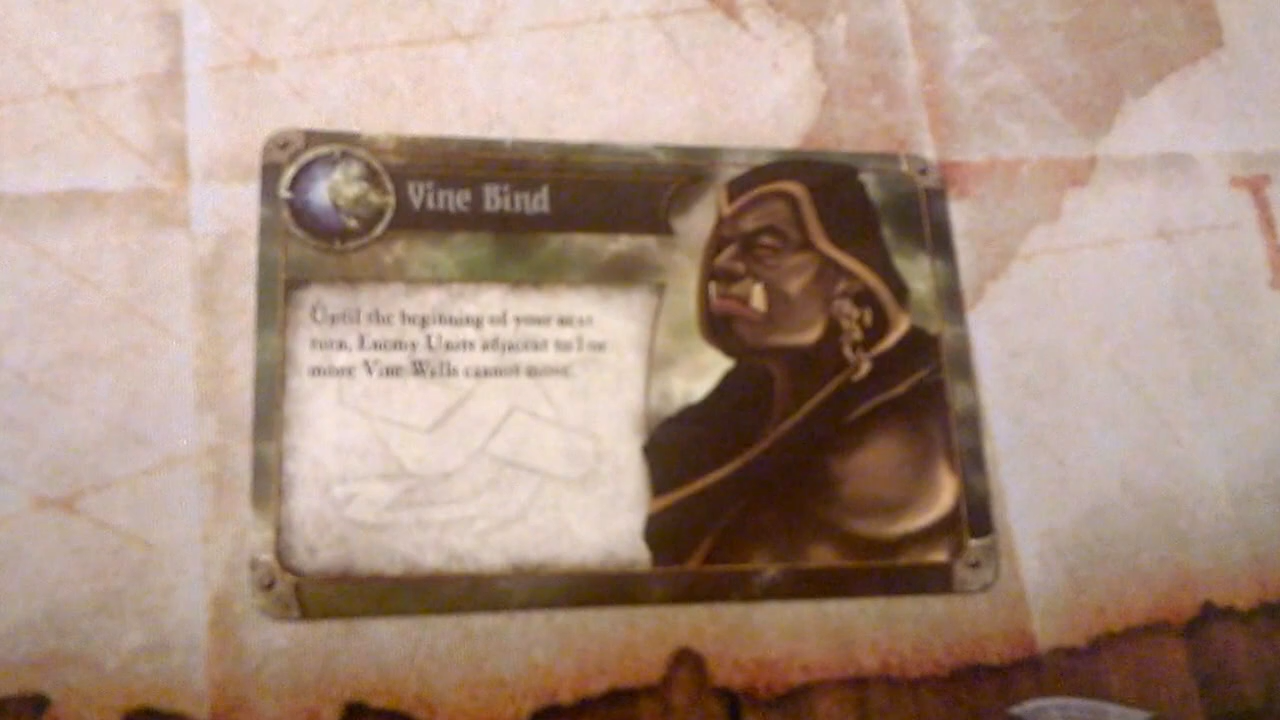 Vine Bind
Until the beginning of your next
turn, Enemy Units adjacent to 1 or
more Vine Walls cannot move.